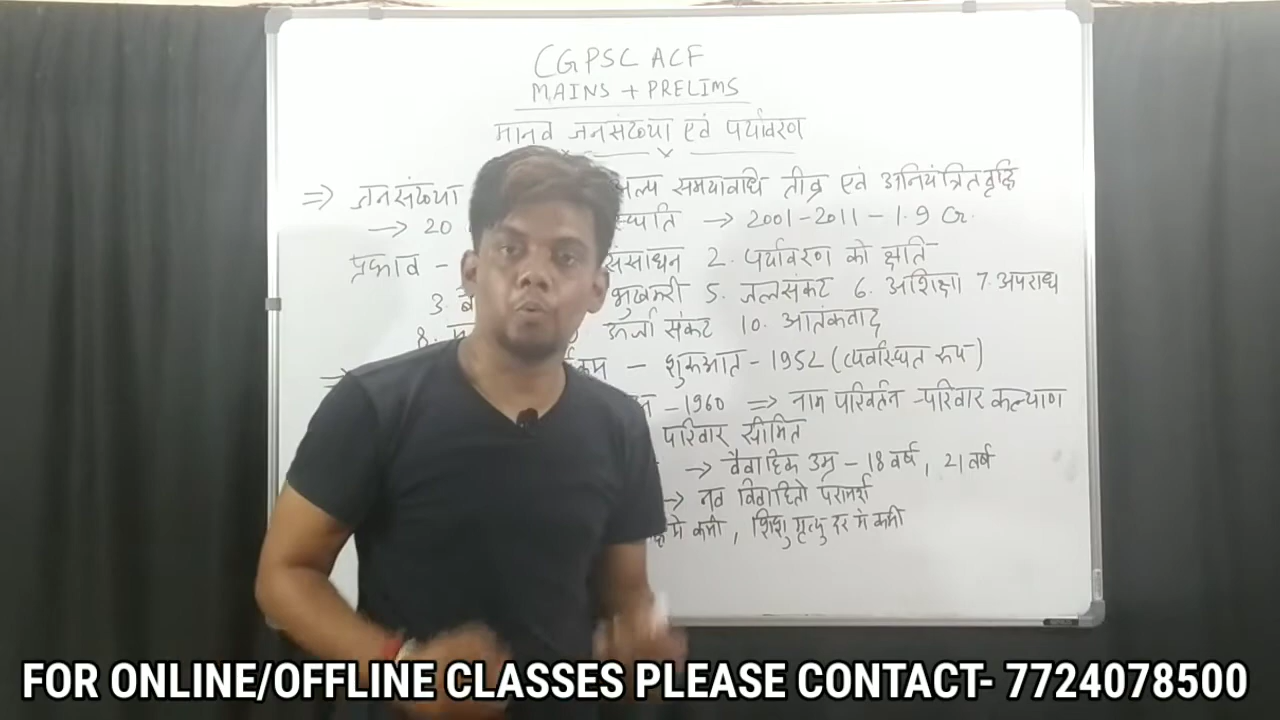 CGPSC ACF
MAINS + PRELIMS
मानव जनसंख्या एवं पर्यावरण
⇒ जनसंख्या अल्प समयावधि तीव्र एवं अनियंत्रित वृद्धि
→ 20 → 2001-2011 - 1.9 Cr.
प्रभाव - संसाधन 2. पर्यावरण को क्षति
3. भुखमरी 5. जलसंकट 6. अशिक्षा 7. अपराध
8. ऊर्जा संकट 10. आतंकवाद
- शुरुआत - 1952 (व्यवस्थित रूप)
- 1960 ⇒ नाम परिवर्तन - परिवार कल्याण
परिवार सीमित
→ वैवाहिक उम्र - 18 वर्ष, 21 वर्ष
→ नव विवाहितो परामर्श
मे कमी, शिशु मृत्यु दर में कमी
FOR ONLINE/OFFLINE CLASSES PLEASE CONTACT- 7724078500